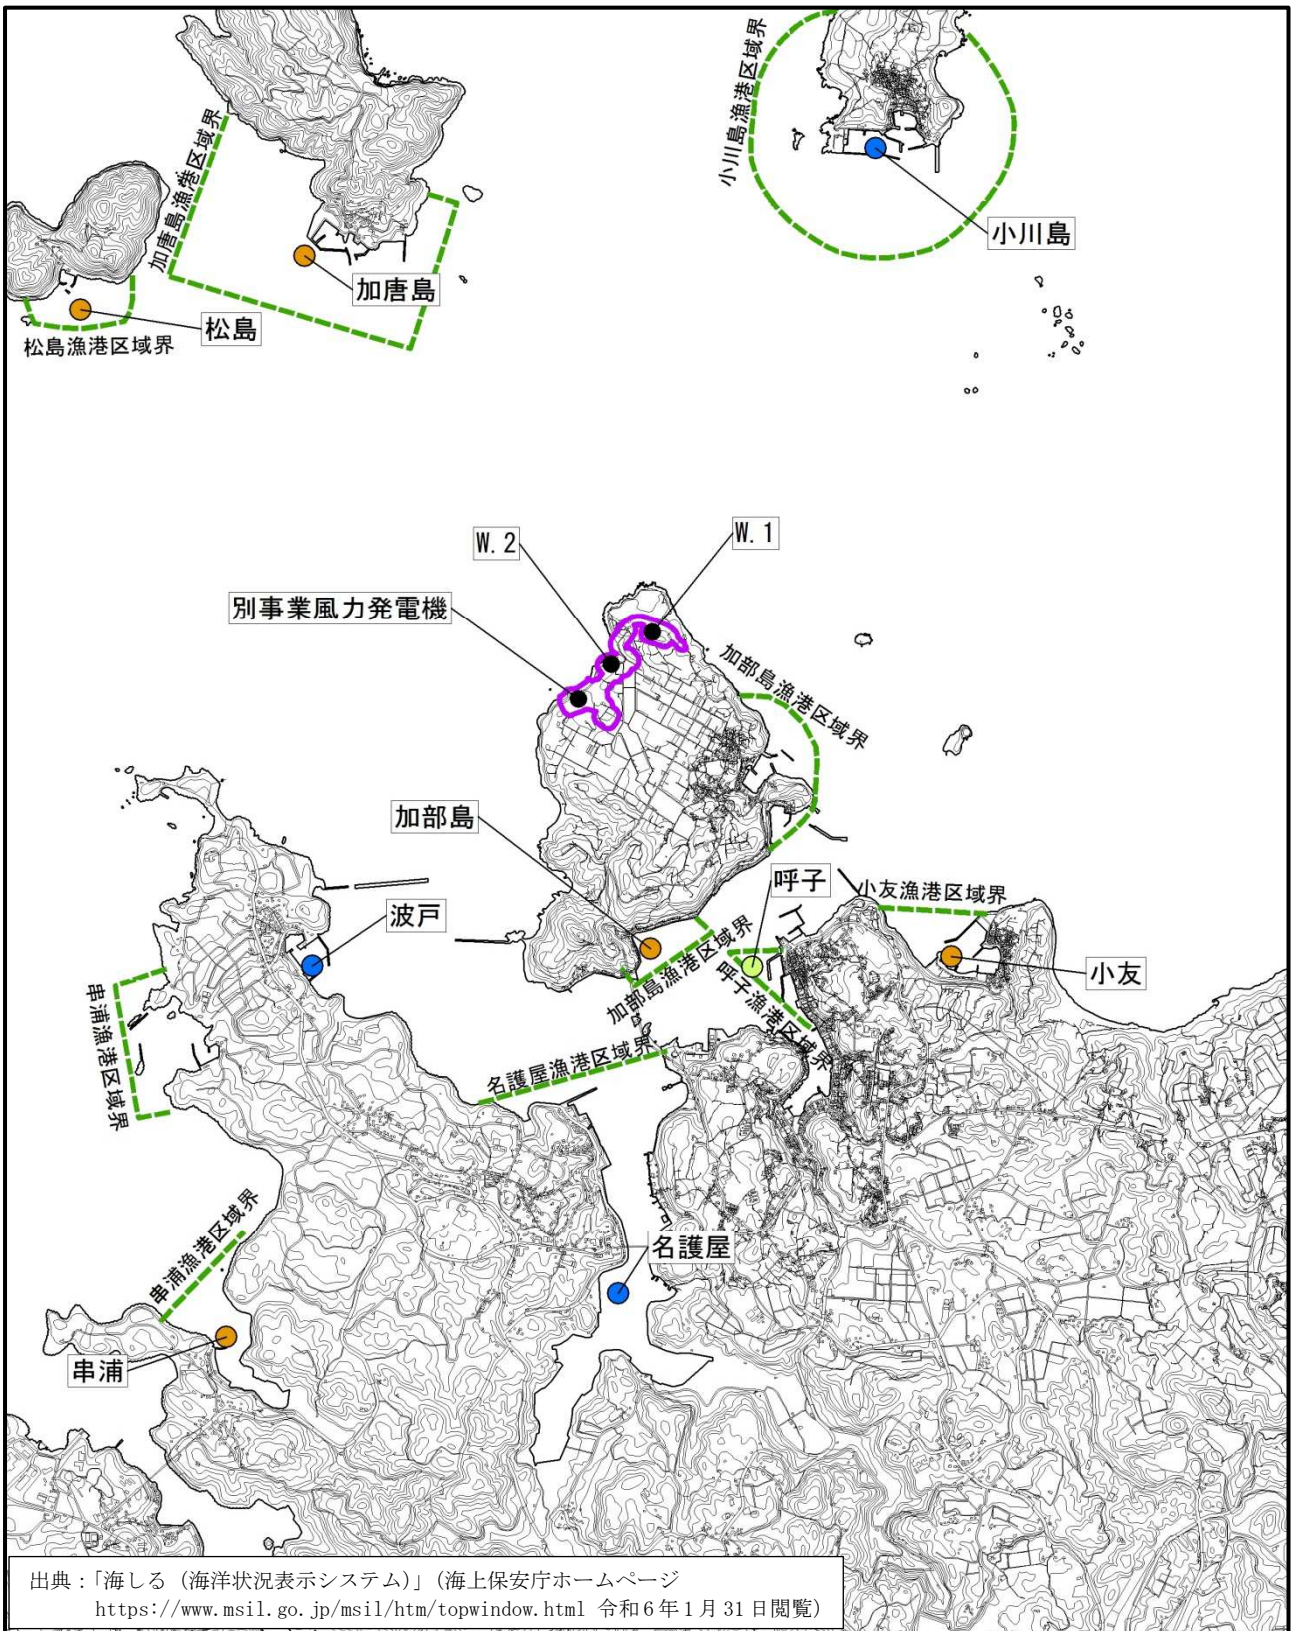 小川島漁港区域界
加唐島漁港区域界
小川島
加唐島
松島
松島漁港区域界
W. 1
W. 2
別事業風力発電機
加部島漁港区域界
加部島
呼子
小友漁港区域界
波戸
小友
加部島漁港区域界
呼子漁港区域界
串浦漁港区域界
名護屋漁港区域界
串浦漁港区域界
名護屋
串浦
出典:「海しる(海洋状況表示システム)」(海上保安庁ホームページ
https://www.msil.go.jp/msil/htm/topwindow.html 令和6年1月31日閲覧)